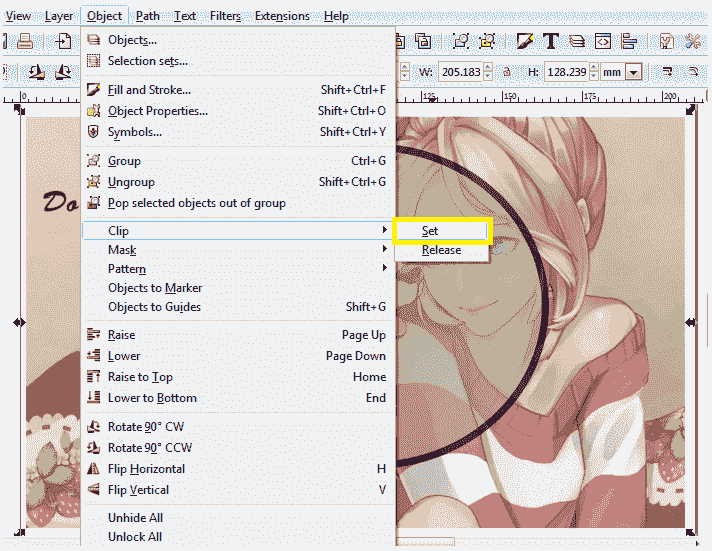 View Layer Object Path Text Filters Extensions Help
W: 205.183 H: 128.239 mm
0 125 150 175 200
Objects...
Selection sets...
Fill and Stroke... Shift+Ctrl+F
Object Properties... Shift+Ctrl+O
Symbols... Shift+Ctrl+Y
Group Ctrl+G
Ungroup Shift+Ctrl+G
Pop selected objects out of group
Clip
Set
Mask
Release
Pattern
Objects to Marker
Objects to Guides Shift+G
Raise Page Up
Lower Page Down
Raise to Top Home
Lower to Bottom End
Rotate 90° CW
Rotate 90° CCW
Flip Horizontal H
Flip Vertical V
Unhide All
Unlock All
Do